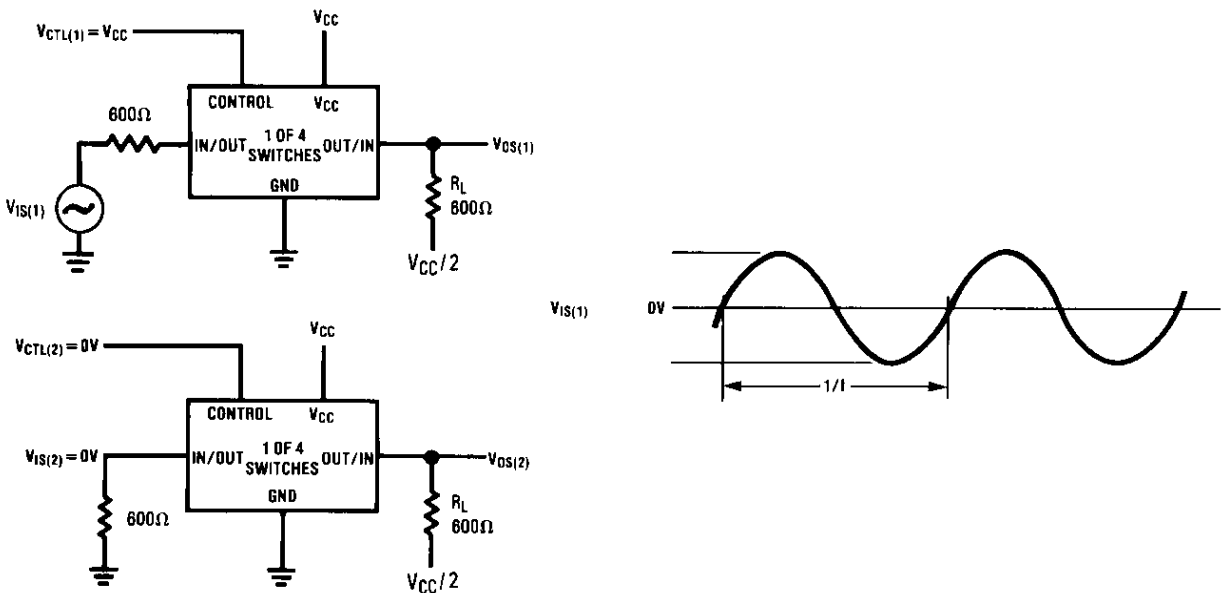 VCTL(1) = VCC
VCC
600Ω
CONTROL
VCC
IN/OUT
1 OF 4
SWITCHES
OUT/IN
VOS(1)
GND
VIS(1)
RL
600Ω
VCC/2
VCTL(2) = 0V
VCC
CONTROL
VCC
VIS(2) = 0V
IN/OUT
1 OF 4
SWITCHES
OUT/IN
VOS(2)
GND
600Ω
RL
600Ω
VCC/2
VIS(1)
0V
1/f